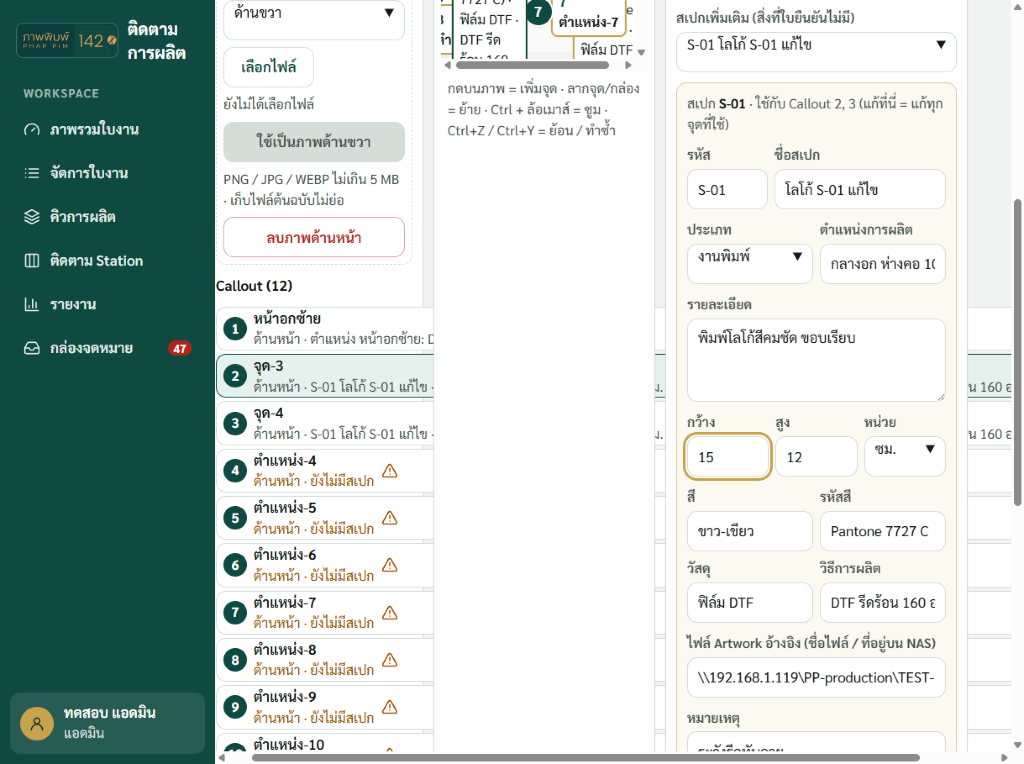 ภาพพิมพ์
PHAP PIM
142
ติดตาม
การผลิต
WORKSPACE
ภาพรวมใบงาน
จัดการใบงาน
คิวการผลิต
ติดตาม Station
รายงาน
กล่องจดหมาย
47
ทดสอบ แอดมิน
แอดมิน
ด้านขวา
เลือกไฟล์
ยังไม่ได้เลือกไฟล์
ใช้เป็นภาพด้านขวา
PNG / JPG / WEBP ไม่เกิน 5 MB
· เก็บไฟล์ต้นฉบับไม่ย่อ
ลบภาพด้านหน้า
ฟิล์ม DTF ·
DTF รีด
7
ตำแหน่ง-7
ฟิล์ม DTF
กดบนภาพ = เพิ่มจุด · ลากจุด/กล่อง
= ย้าย · Ctrl + ล้อเมาส์ = ซูม ·
Ctrl+Z / Ctrl+Y = ย้อน / ทำซ้ำ
Callout (12)
1
หน้าอกซ้าย
ด้านหน้า · ตำแหน่ง หน้าอกซ้าย:
2
จุด-3
ด้านหน้า · S-01 โลโก้ S-01 แก้ไข ·
3
จุด-4
ด้านหน้า · S-01 โลโก้ S-01 แก้ไข ·
4
ตำแหน่ง-4
ด้านหน้า · ยังไม่มีสเปก
5
ตำแหน่ง-5
ด้านหน้า · ยังไม่มีสเปก
6
ตำแหน่ง-6
ด้านหน้า · ยังไม่มีสเปก
7
ตำแหน่ง-7
ด้านหน้า · ยังไม่มีสเปก
8
ตำแหน่ง-8
ด้านหน้า · ยังไม่มีสเปก
9
ตำแหน่ง-9
ด้านหน้า · ยังไม่มีสเปก
ตำแหน่ง-10
สเปกเพิ่มเติม (สิ่งที่ใบยืนยันไม่มี)
S-01 โลโก้ S-01 แก้ไข
สเปก S-01 · ใช้กับ Callout 2, 3 (แก้ที่นี่ = แก้ทุก
จุดที่ใช้)
รหัส
ชื่อสเปก
S-01
โลโก้ S-01 แก้ไข
ประเภท
ตำแหน่งการผลิต
งานพิมพ์
กลางอก ห่างคอ 10
รายละเอียด
พิมพ์โลโก้สีคมชัด ขอบเรียบ
กว้าง
สูง
หน่วย
15
12
ซม.
สี
รหัสสี
ขาว-เขียว
Pantone 7727 C
วัสดุ
วิธีการผลิต
ฟิล์ม DTF
DTF รีดร้อน 160 อ
ไฟล์ Artwork อ้างอิง (ชื่อไฟล์ / ที่อยู่บน NAS)
\\192.168.1.119\PP-production\TEST-
หมายเหตุ
น 160 อ
น 160 อ